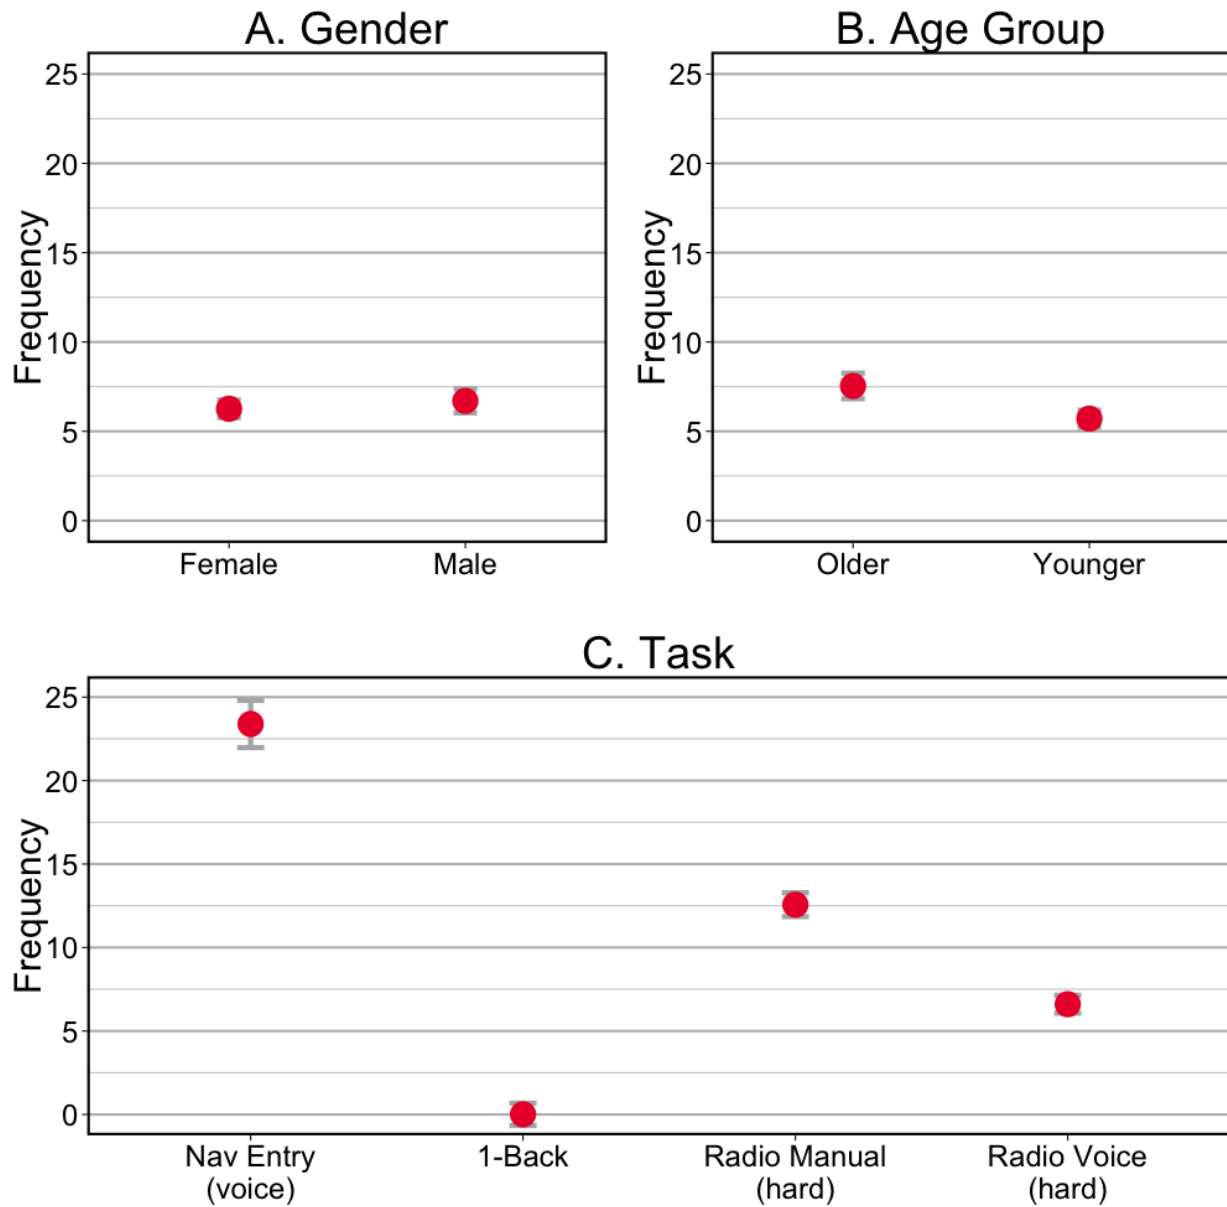 A. Gender
Frequency
25
20
15
10
5
0
Female Male
B. Age Group
Frequency
25
20
15
10
5
0
Older Younger
C. Task
Frequency
25
20
15
10
5
0
Nav Entry 1-Back Radio Manual Radio Voice
(voice) (hard) (hard)